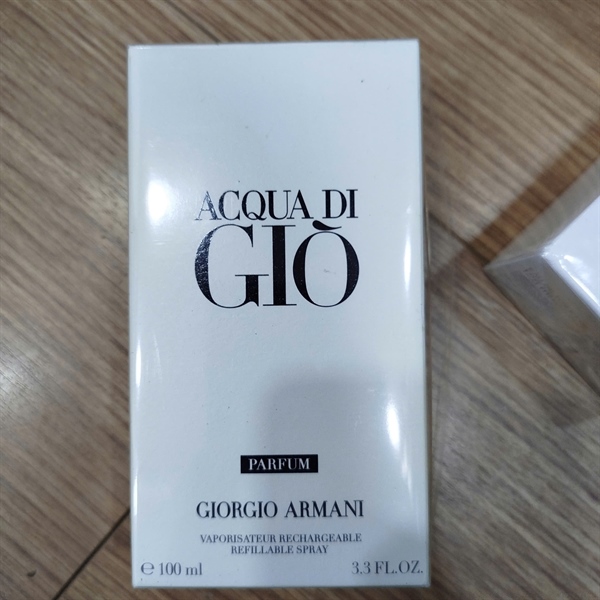 ACQUA DI
GIÒ
PARFUM
GIORGIO ARMANI
VAPORISATEUR RECHARGEABLE
REFILLABLE SPRAY
℮ 100 ml 3.3 FL.OZ.